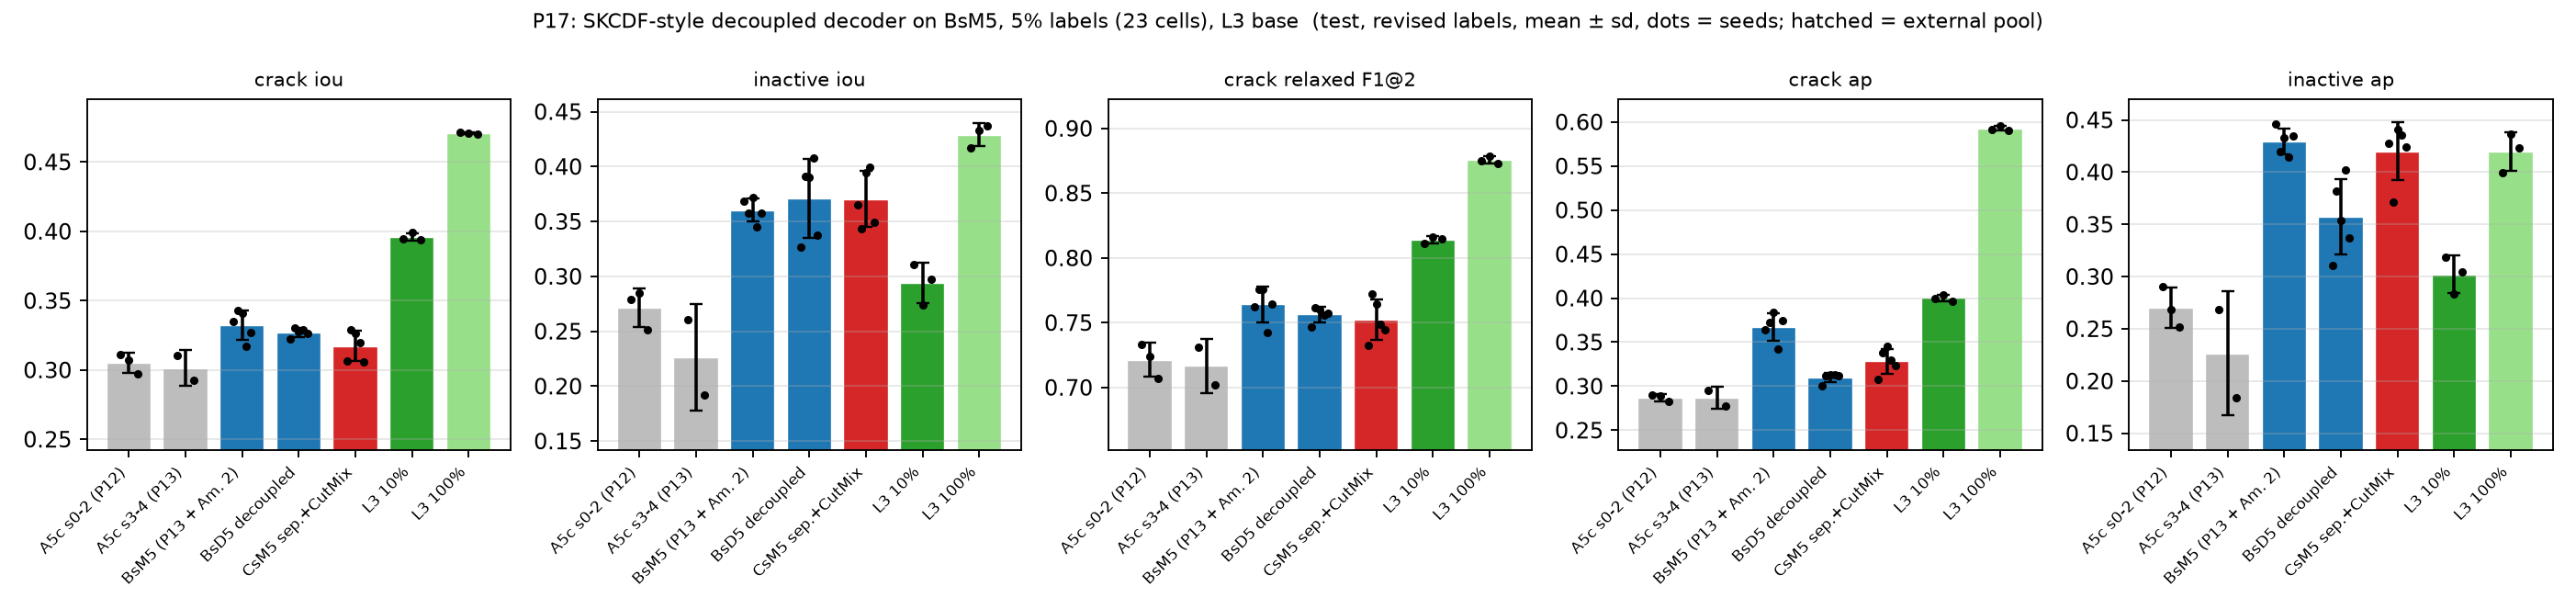 P17: SKCDF-style decoupled decoder on BsM5, 5% labels (23 cells), L3 base  (test, revised labels, mean ± sd, dots = seeds; hatched = external pool)
crack iou
0.45
0.40
0.35
0.30
0.25
A5c s0-2 (P12)
A5c s3-4 (P13)
BsM5 (P13 + Am. 2)
BsD5 decoupled
CsM5 sep.+CutMix
L3 10%
L3 100%
inactive iou
0.45
0.40
0.35
0.30
0.25
0.20
0.15
A5c s0-2 (P12)
A5c s3-4 (P13)
BsM5 (P13 + Am. 2)
BsD5 decoupled
CsM5 sep.+CutMix
L3 10%
L3 100%
crack relaxed F1@2
0.90
0.85
0.80
0.75
0.70
A5c s0-2 (P12)
A5c s3-4 (P13)
BsM5 (P13 + Am. 2)
BsD5 decoupled
CsM5 sep.+CutMix
L3 10%
L3 100%
crack ap
0.60
0.55
0.50
0.45
0.40
0.35
0.30
0.25
A5c s0-2 (P12)
A5c s3-4 (P13)
BsM5 (P13 + Am. 2)
BsD5 decoupled
CsM5 sep.+CutMix
L3 10%
L3 100%
inactive ap
0.45
0.40
0.35
0.30
0.25
0.20
0.15
A5c s0-2 (P12)
A5c s3-4 (P13)
BsM5 (P13 + Am. 2)
BsD5 decoupled
CsM5 sep.+CutMix
L3 10%
L3 100%